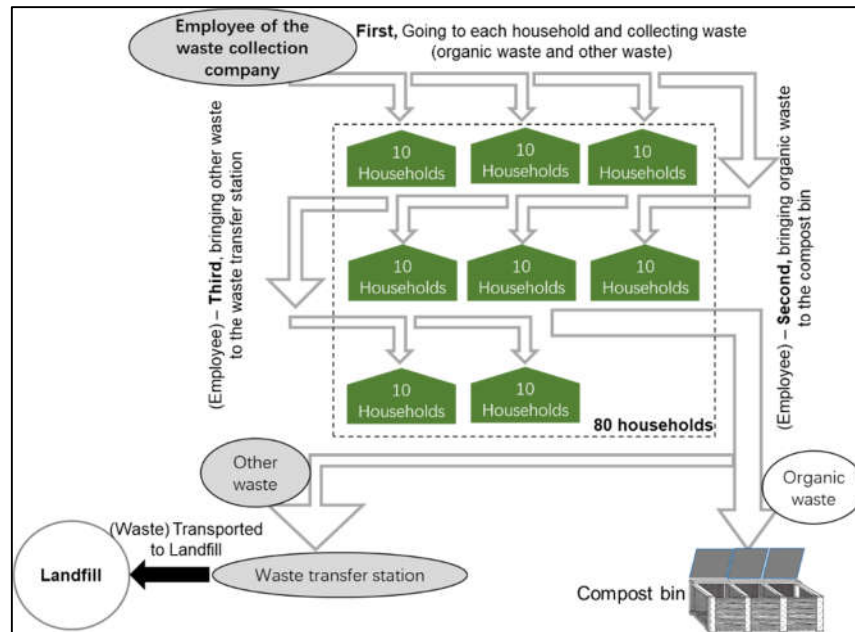 Employee of the
waste collection
company
First, Going to each household and collecting waste
(organic waste and other waste)
10
Households
10
Households
10
Households
(Employee) – Third, bringing other waste
to the waste transfer station
(Employee) – Second, bringing organic waste
to the compost bin
10
Households
10
Households
10
Households
10
Households
10
Households
80 households
Other
waste
Organic
waste
(Waste) Transported
to Landfill
Landfill
Waste transfer station
Compost bin